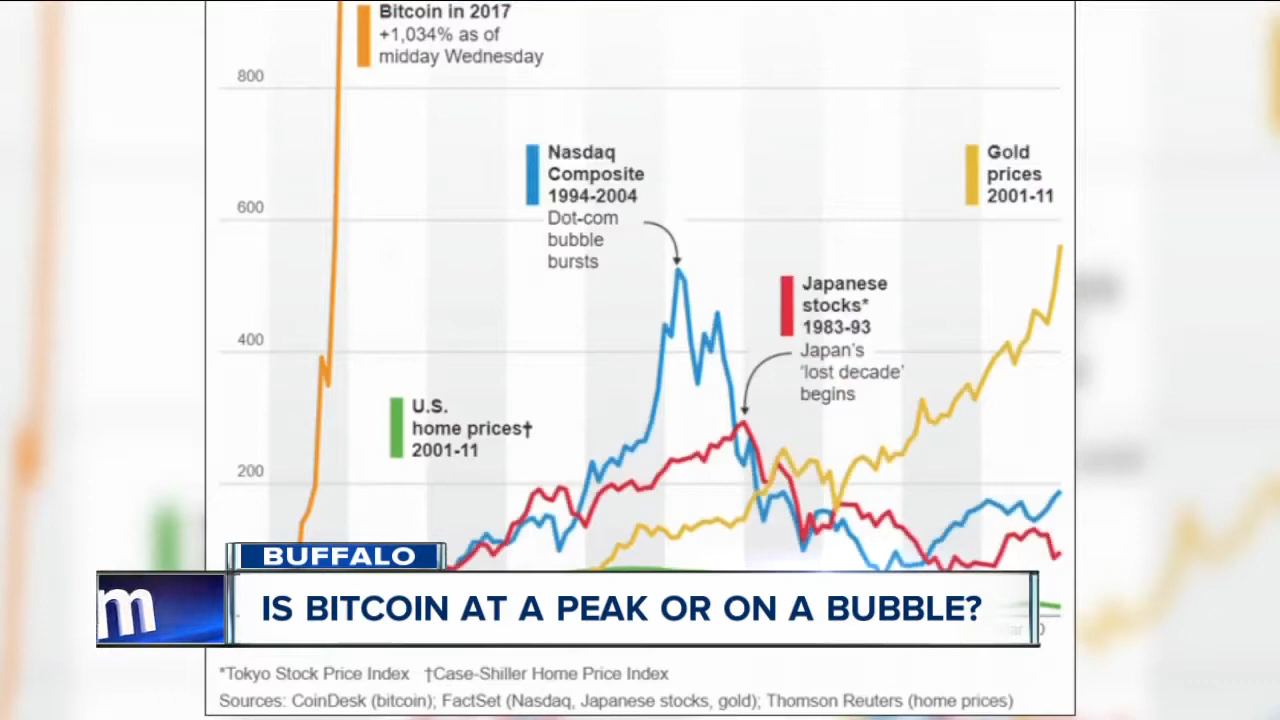 Bitcoin in 2017
+1,034% as of
midday Wednesday
800
Nasdaq
Composite
1994-2004
Dot-com
bubble
bursts
Gold
prices
2001-11
600
Japanese
stocks*
1983-93
Japan's
'lost decade'
begins
400
U.S.
home prices†
2001-11
200
BUFFALO
m
IS BITCOIN AT A PEAK OR ON A BUBBLE?
*Tokyo Stock Price Index †Case-Shiller Home Price Index
Sources: CoinDesk (bitcoin); FactSet (Nasdaq, Japanese stocks, gold); Thomson Reuters (home prices)